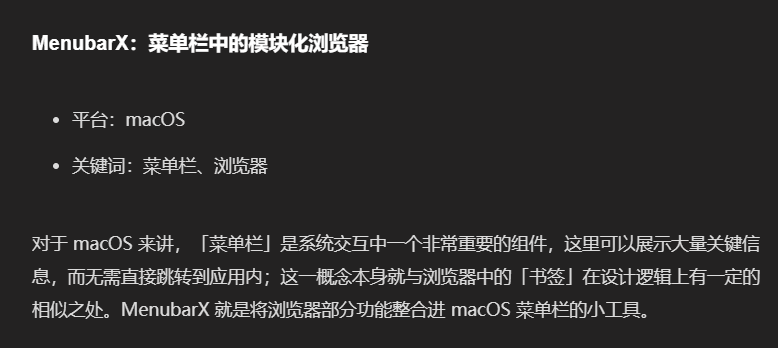 MenubarX：菜单栏中的模块化浏览器
平台：macOS
关键词：菜单栏、浏览器
对于 macOS 来讲，「菜单栏」是系统交互中一个非常重要的组件，这里可以展示大量关键信
息，而无需直接跳转到应用内；这一概念本身就与浏览器中的「书签」在设计逻辑上有一定的
相似之处。MenubarX 就是将浏览器部分功能整合进 macOS 菜单栏的小工具。